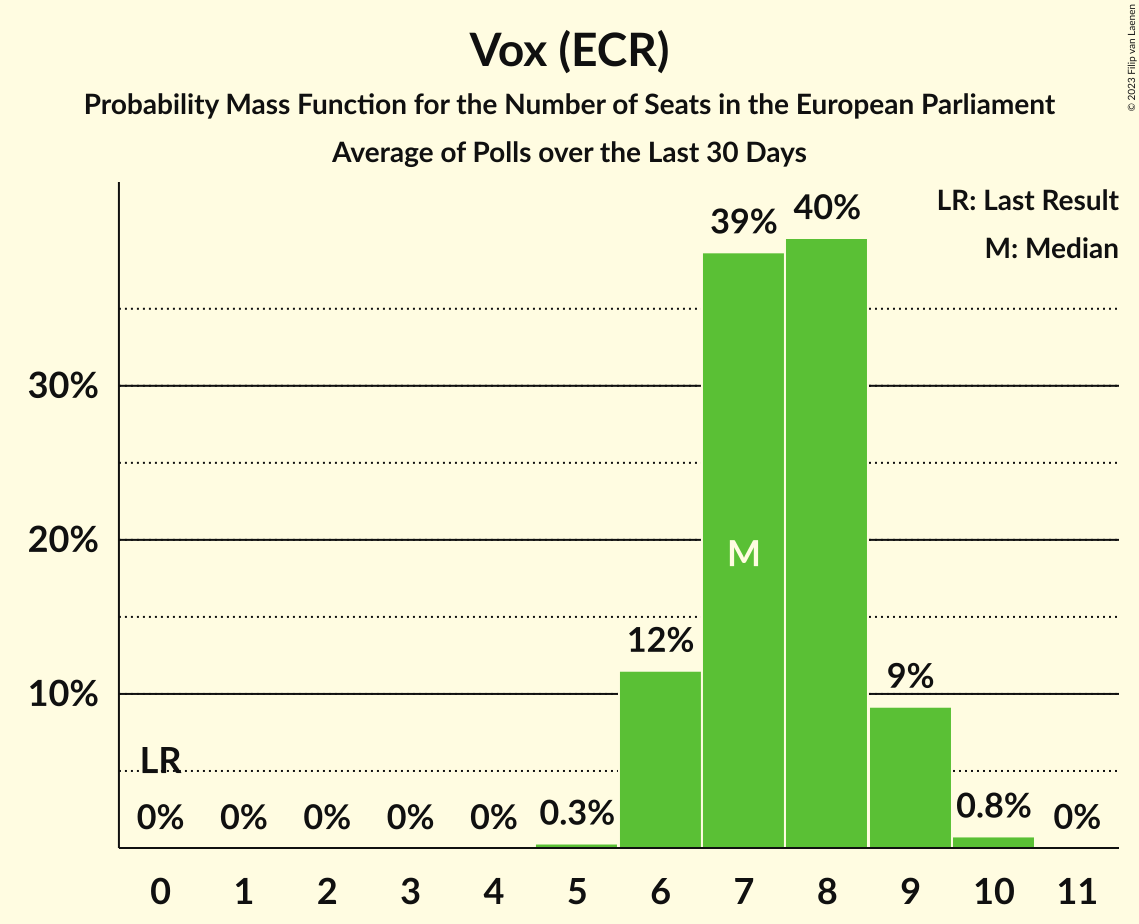 Vox (ECR)
Probability Mass Function for the Number of Seats in the European Parliament
Average of Polls over the Last 30 Days
© 2023 Filip van Laenen
LR: Last Result
M: Median
30%
20%
10%
LR
M
0% 0% 0% 0% 0% 0.3% 12% 39% 40% 9% 0.8% 0%
0 1 2 3 4 5 6 7 8 9 10 11